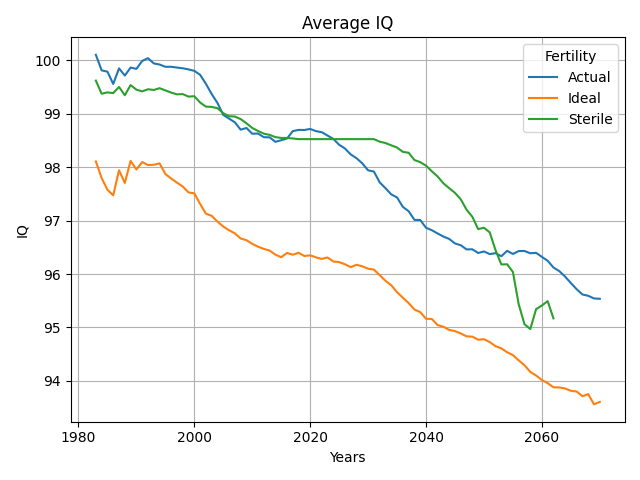 Average IQ
Fertility
Actual
Ideal
Sterile
IQ
100
99
98
97
96
95
94
1980
2000
2020
2040
2060
Years